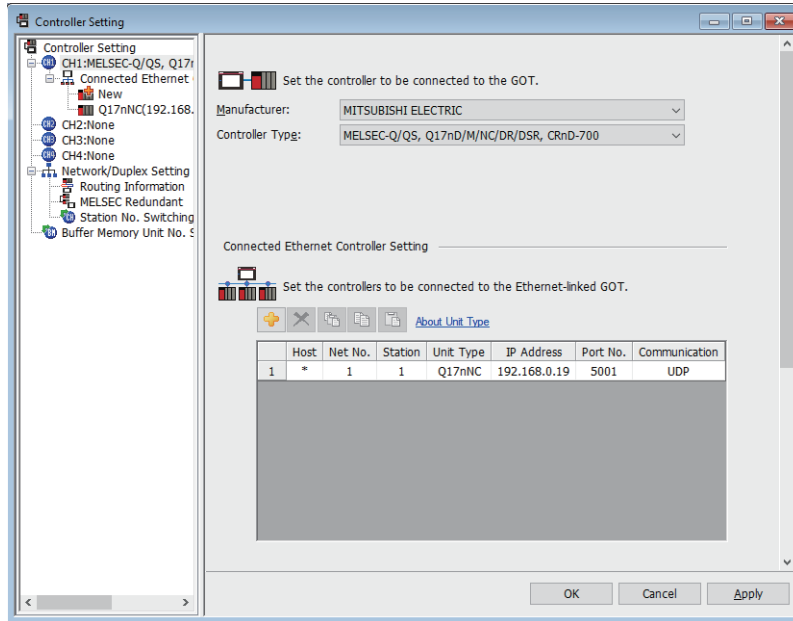 Controller Setting
Controller Setting
CH1:MELSEC-Q/QS, Q17n
Connected Ethernet
New
Q17nNC(192.168.
CH2:None
CH3:None
CH4:None
Network/Duplex Setting
Routing Information
MELSEC Redundant
Station No. Switching
Buffer Memory Unit No. S
Set the controller to be connected to the GOT.
Manufacturer: MITSUBISHI ELECTRIC
Controller Type: MELSEC-Q/QS, Q17nD/M/NC/DR/DSR, CRnD-700
Connected Ethernet Controller Setting
Set the controllers to be connected to the Ethernet-linked GOT.
About Unit Type
Host Net No. Station Unit Type IP Address Port No. Communication
1 * 1 1 Q17nNC 192.168.0.19 5001 UDP
OK Cancel Apply